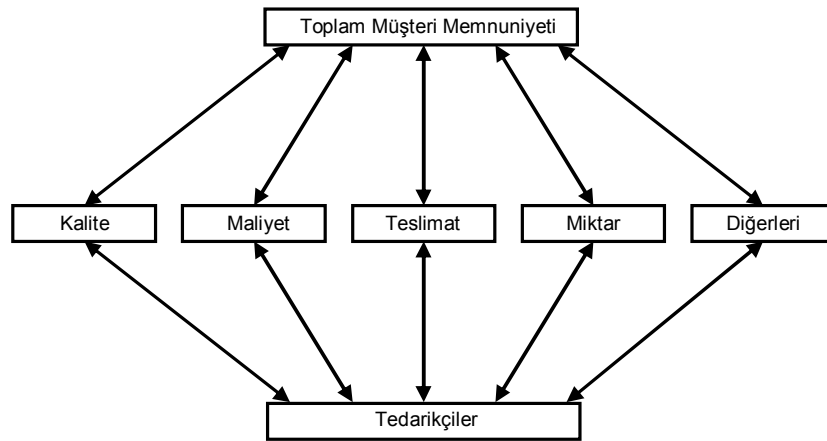 Toplam Müşteri Memnuniyeti
Kalite
Maliyet
Teslimat
Miktar
Diğerleri
Tedarikçiler